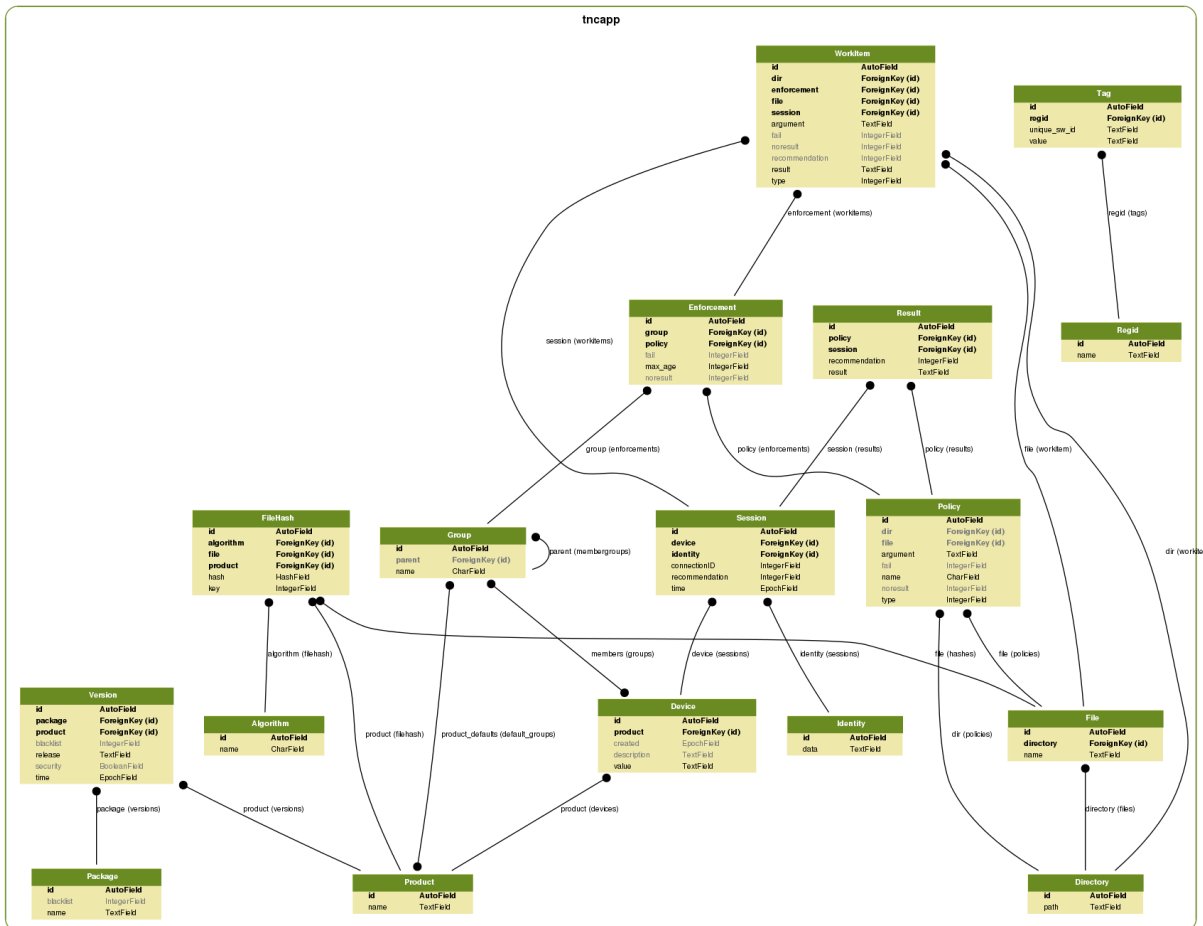 tncapp
WorkItem
id AutoField
dir ForeignKey (id)
enforcement ForeignKey (id)
file ForeignKey (id)
session ForeignKey (id)
argument TextField
fail IntegerField
noresult IntegerField
recommendation IntegerField
result TextField
type IntegerField
Tag
id AutoField
regid ForeignKey (id)
unique_sw_id TextField
value TextField
enforcement (workitems)
regid (tags)
Enforcement
id AutoField
group ForeignKey (id)
policy ForeignKey (id)
fail IntegerField
max_age IntegerField
noresult IntegerField
Result
id AutoField
policy ForeignKey (id)
session ForeignKey (id)
recommendation IntegerField
result TextField
Regid
id AutoField
name TextField
session (workitems)
group (enforcements)
policy (enforcements)
session (results)
policy (results)
file (workitem)
FileHash
id AutoField
algorithm ForeignKey (id)
file ForeignKey (id)
product ForeignKey (id)
hash HashField
key IntegerField
Group
id AutoField
parent ForeignKey (id)
name CharField
parent (membergroups)
Session
id AutoField
device ForeignKey (id)
identity ForeignKey (id)
connectionID IntegerField
recommendation IntegerField
time EpochField
Policy
id AutoField
dir ForeignKey (id)
file ForeignKey (id)
argument TextField
fail IntegerField
name CharField
noresult IntegerField
type IntegerField
dir (workite
algorithm (filehash)
members (groups)
device (sessions)
identity (sessions)
file (hashes)
file (policies)
Version
id AutoField
package ForeignKey (id)
product ForeignKey (id)
blacklist IntegerField
release TextField
security BooleanField
time EpochField
Algorithm
id AutoField
name CharField
product (filehash)
product_defaults (default_groups)
Device
id AutoField
product ForeignKey (id)
created EpochField
description TextField
value TextField
Identity
id AutoField
data TextField
dir (policies)
File
id AutoField
directory ForeignKey (id)
name TextField
package (versions)
product (versions)
product (devices)
directory (files)
Package
id AutoField
blacklist IntegerField
name TextField
Product
id AutoField
name TextField
Directory
id AutoField
path TextField